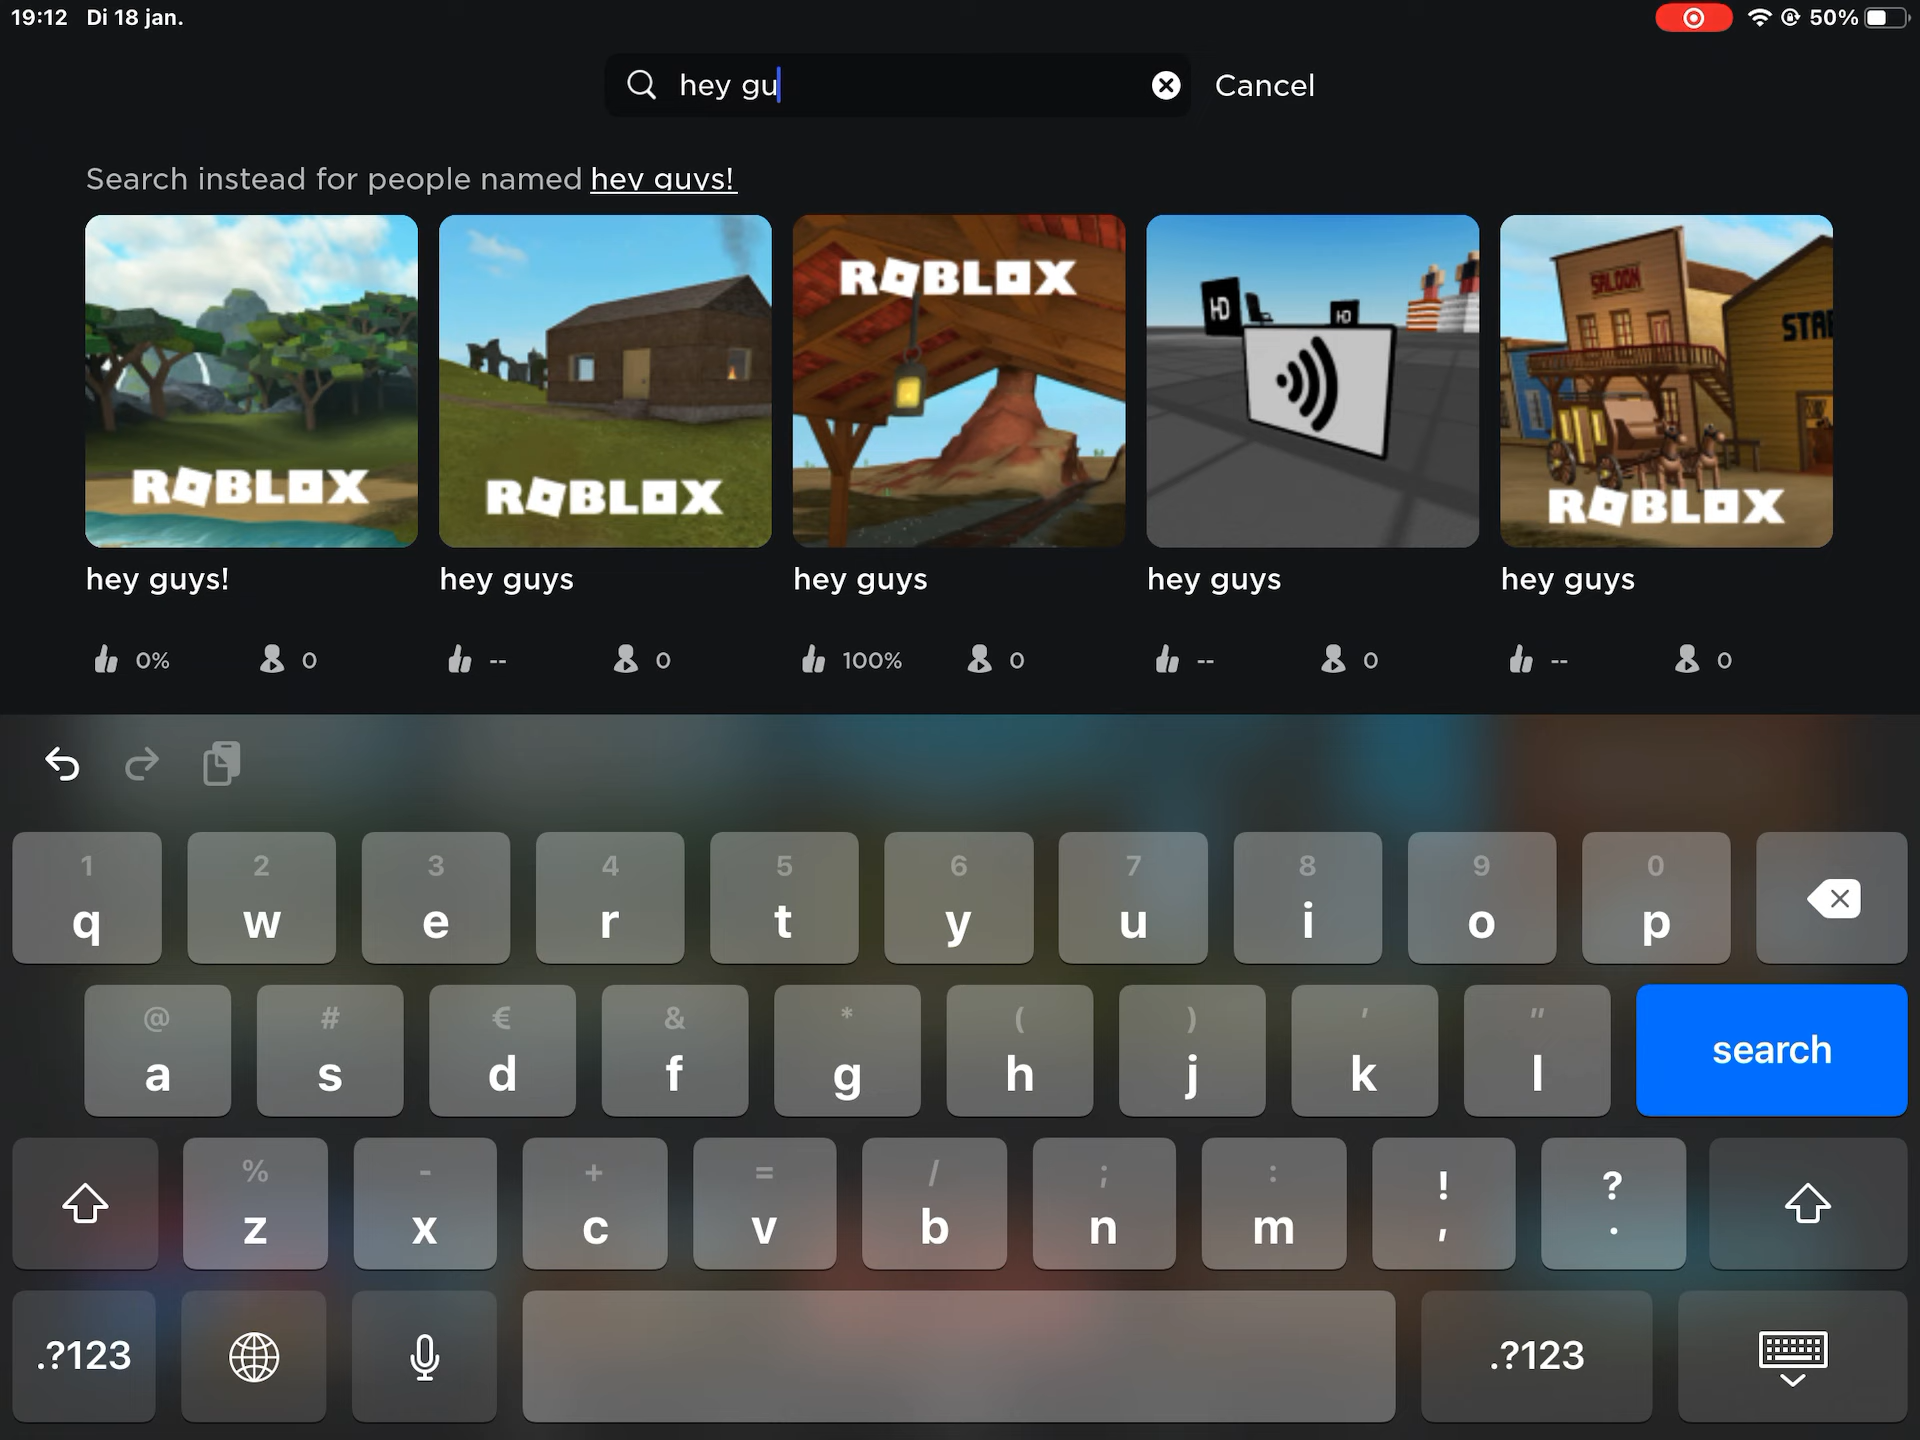 19:12 Di 18 jan. 50%
hey gu Cancel
Search instead for people named hey guys!
ROBLOX ROBLOX ROBLOX HD HD SALOON STA ROBLOX
hey guys! hey guys hey guys hey guys hey guys
0% 0 -- 0 100% 0 -- 0 -- 0
1 2 3 4 5 6 7 8 9 0
q w e r t y u i o p
@ # € & * ( ) ' "
a s d f g h j k l search
% - + = / ; : ! ?
z x c v b n m , .
.?123 .?123